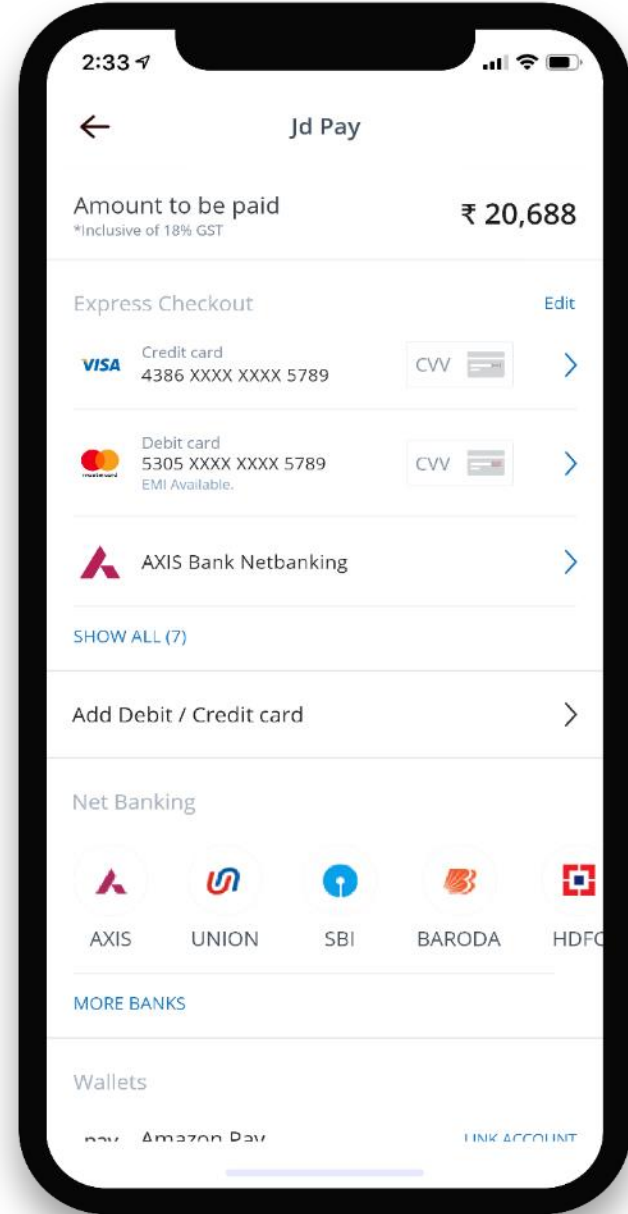 2:33
Jd Pay
Amount to be paid
₹ 20,688
*Inclusive of 18% GST
Express Checkout
Edit
VISA
Credit card
4386 XXXX XXXX 5789
CVV
mastercard
Debit card
5305 XXXX XXXX 5789
EMI Available.
CVV
AXIS Bank Netbanking
SHOW ALL (7)
Add Debit / Credit card
Net Banking
AXIS UNION SBI BARODA HDFC
MORE BANKS
Wallets
pay Amazon Pay LINK ACCOUNT